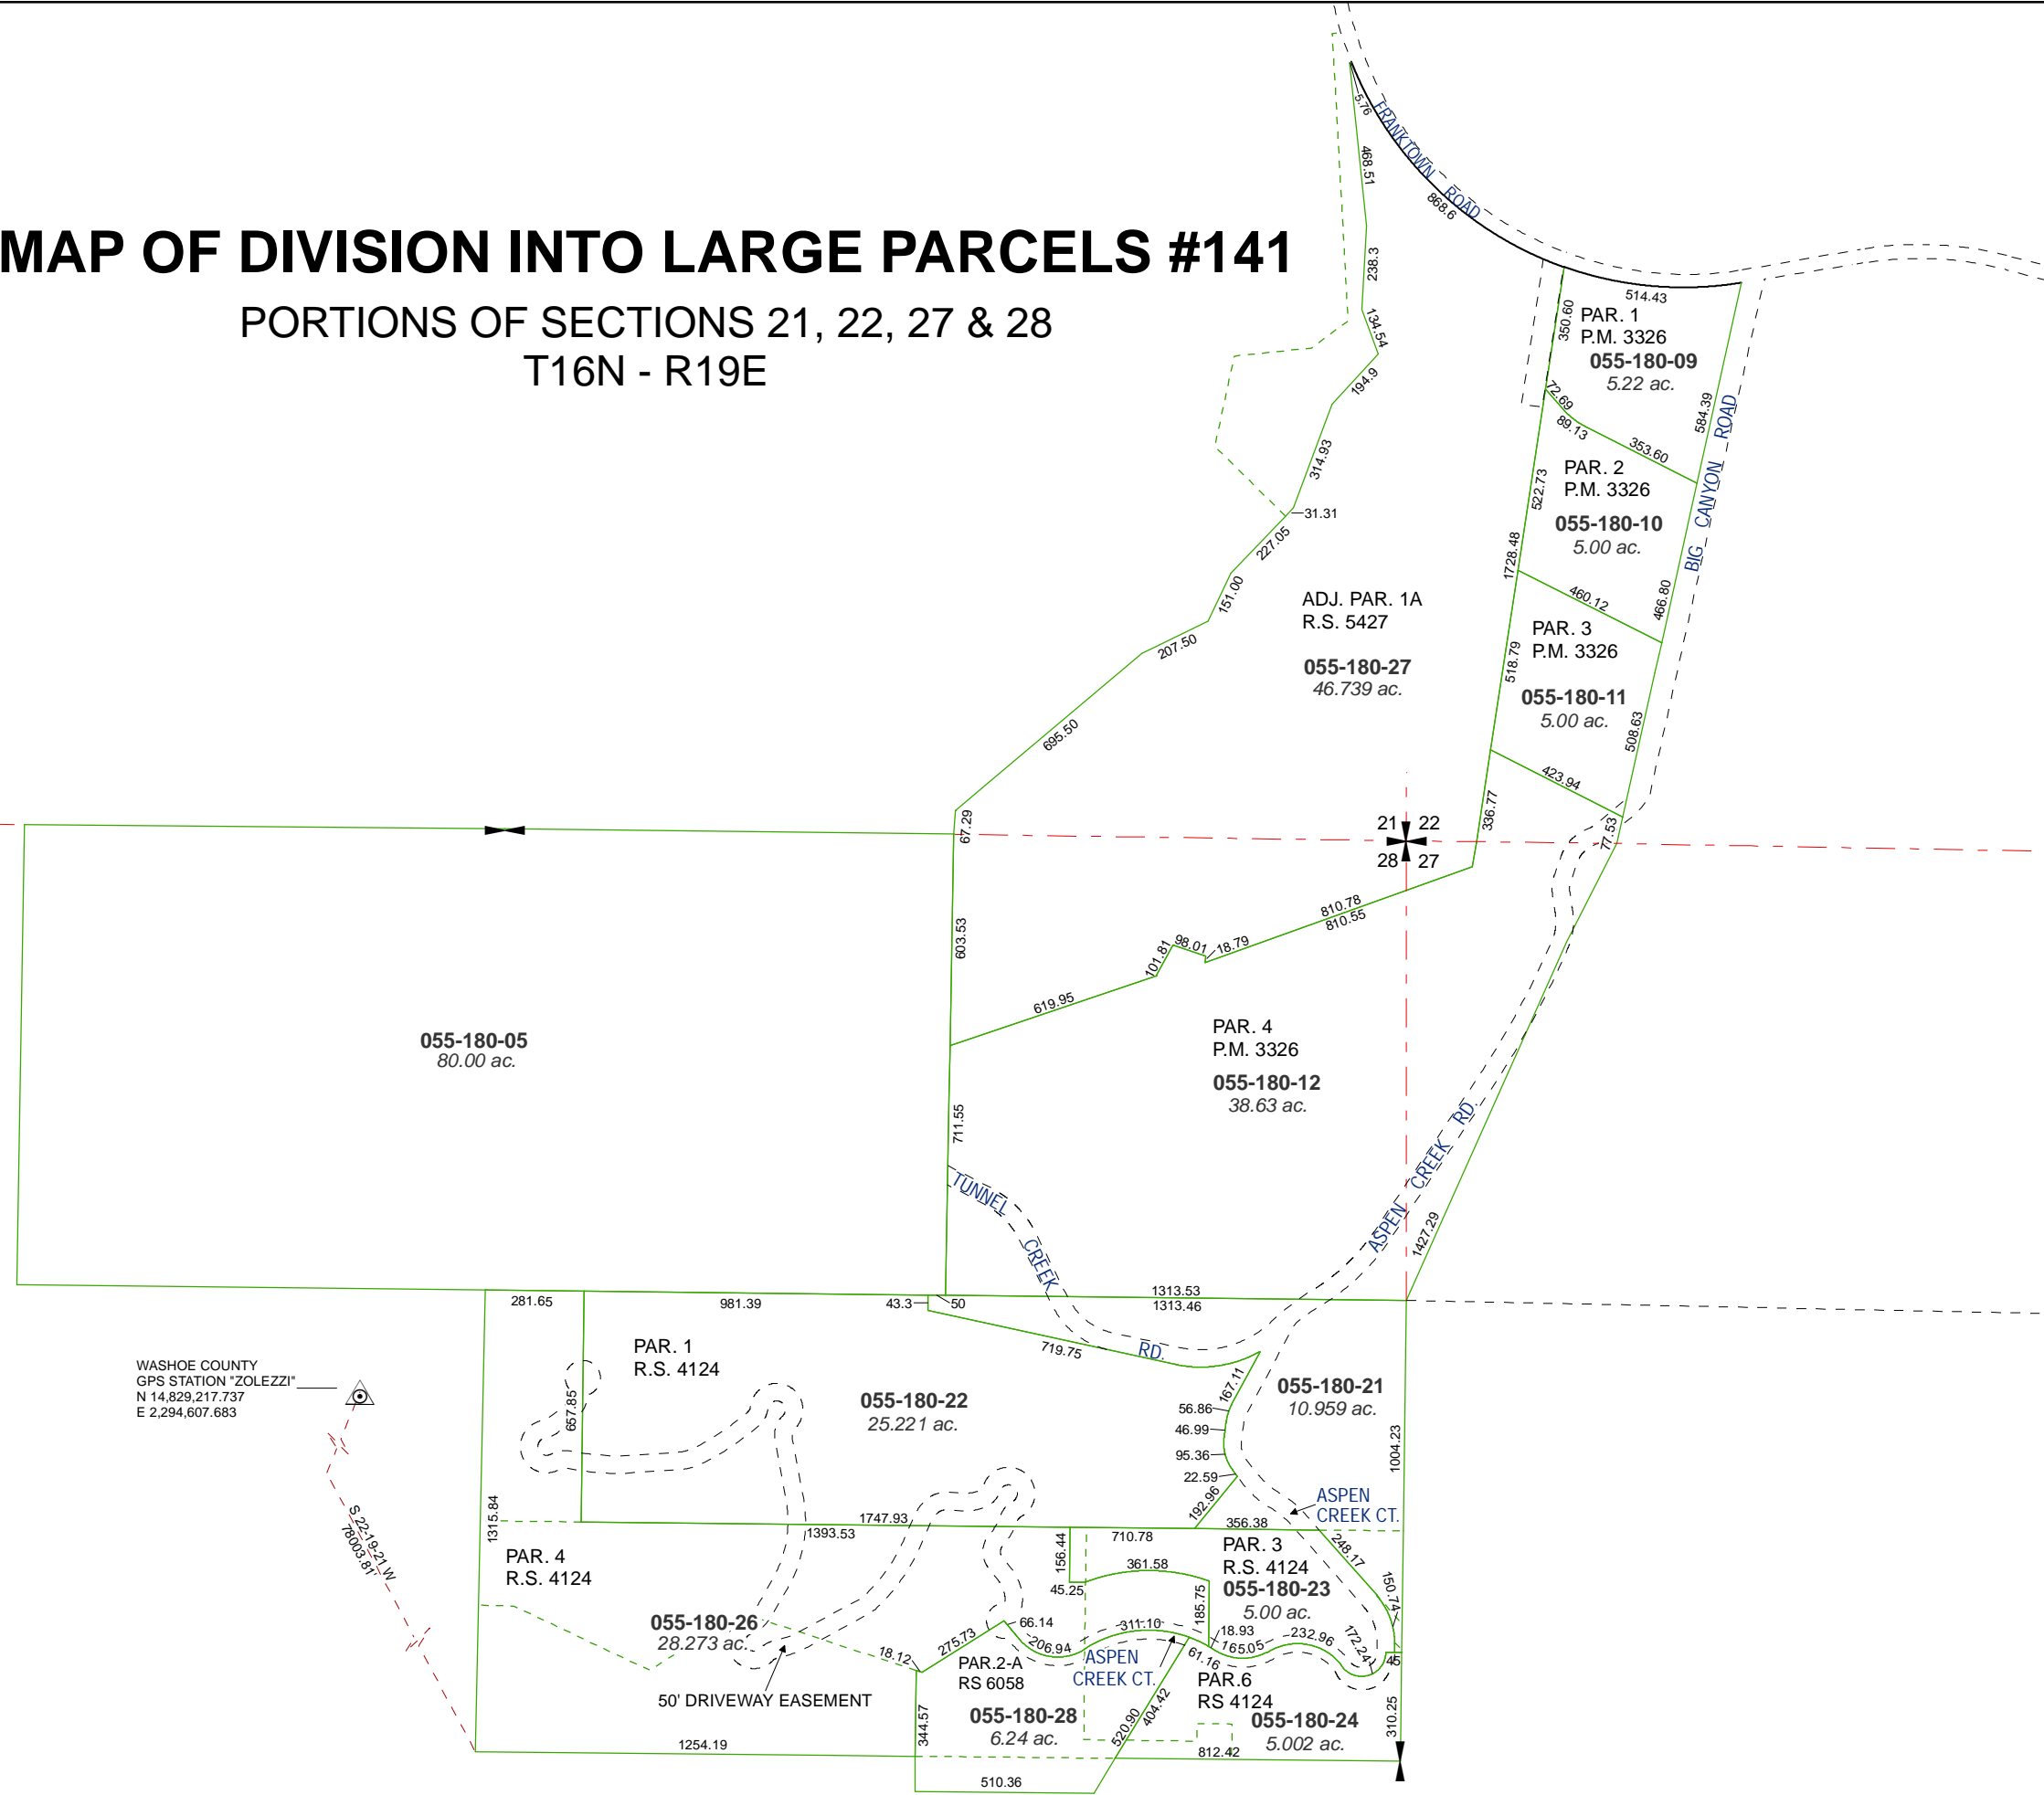 MAP OF DIVISION INTO LARGE PARCELS #141
PORTIONS OF SECTIONS 21, 22, 27 & 28
T16N - R19E
FRANKTOWN ROAD
5.76
868.6
468.51
238.3
134.54
194.9
314.93
31.31
227.05
151.00
207.50
695.50
67.29
514.43
350.60
PAR. 1
P.M. 3326
055-180-09
5.22 ac.
584.39
72.69
89.13
353.60
BIG CANYON ROAD
PAR. 2
P.M. 3326
055-180-10
5.00 ac.
522.73
1728.48
466.80
460.12
PAR. 3
P.M. 3326
055-180-11
5.00 ac.
518.79
508.63
423.94
336.77
77.53
ADJ. PAR. 1A
R.S. 5427
055-180-27
46.739 ac.
21 22
28 27
810.78
810.55
18.79
98.01
101.81
619.95
603.53
055-180-05
80.00 ac.
PAR. 4
P.M. 3326
055-180-12
38.63 ac.
711.55
TUNNEL CREEK RD.
ASPEN CREEK RD.
1427.29
1313.53
1313.46
281.65
981.39
43.3
50
719.75
PAR. 1
R.S. 4124
055-180-22
25.221 ac.
657.85
167.11
56.86
46.99
95.36
22.59
192.96
055-180-21
10.959 ac.
1004.23
ASPEN
CREEK CT.
WASHOE COUNTY
GPS STATION "ZOLEZZI"
N 14,829,217.737
E 2,294,607.683
S 22-19-21 W
78003.81'
1315.84
1747.93
1393.53
356.38
710.78
PAR. 4
R.S. 4124
055-180-26
28.273 ac.
156.44
45.25
361.58
185.75
PAR. 3
R.S. 4124
055-180-23
5.00 ac.
248.17
150.74
172.24
45
18.93
165.05
232.96
311.10
61.16
66.14
206.94
275.73
18.12
50' DRIVEWAY EASEMENT
PAR.2-A
RS 6058
055-180-28
6.24 ac.
ASPEN
CREEK CT.
344.57
520.90
404.42
PAR.6
RS 4124
055-180-24
5.002 ac.
310.25
812.42
1254.19
510.36